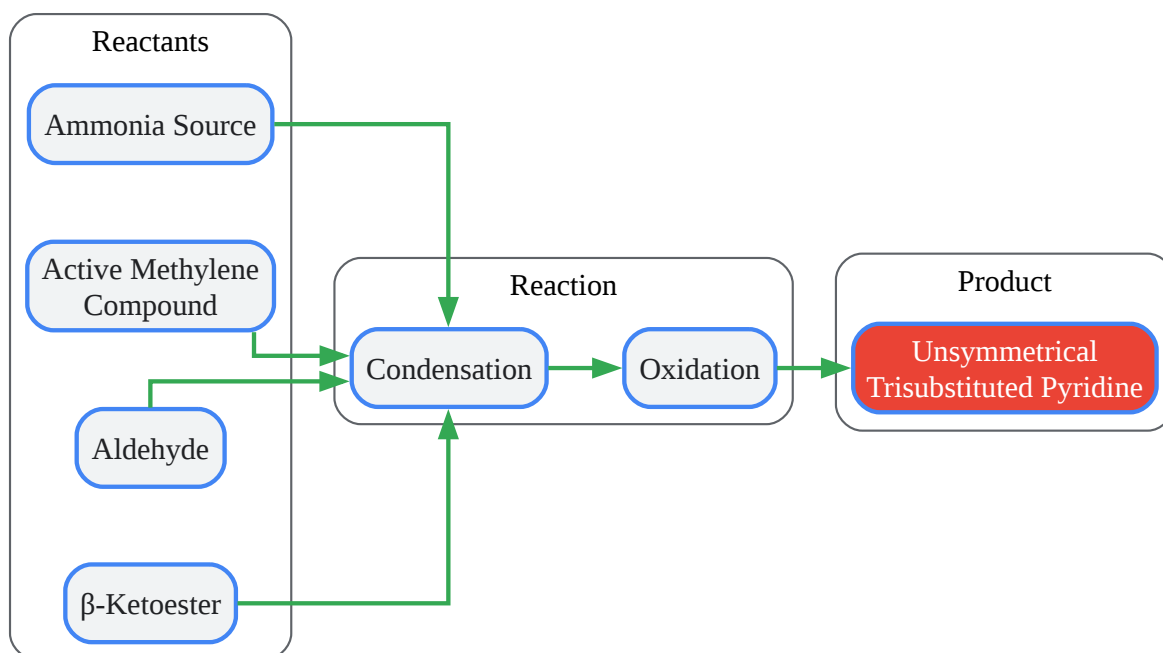 Reactants
Ammonia Source
Active Methylene
Compound
Aldehyde
β-Ketoester
Reaction
Condensation
Oxidation
Product
Unsymmetrical
Trisubstituted Pyridine